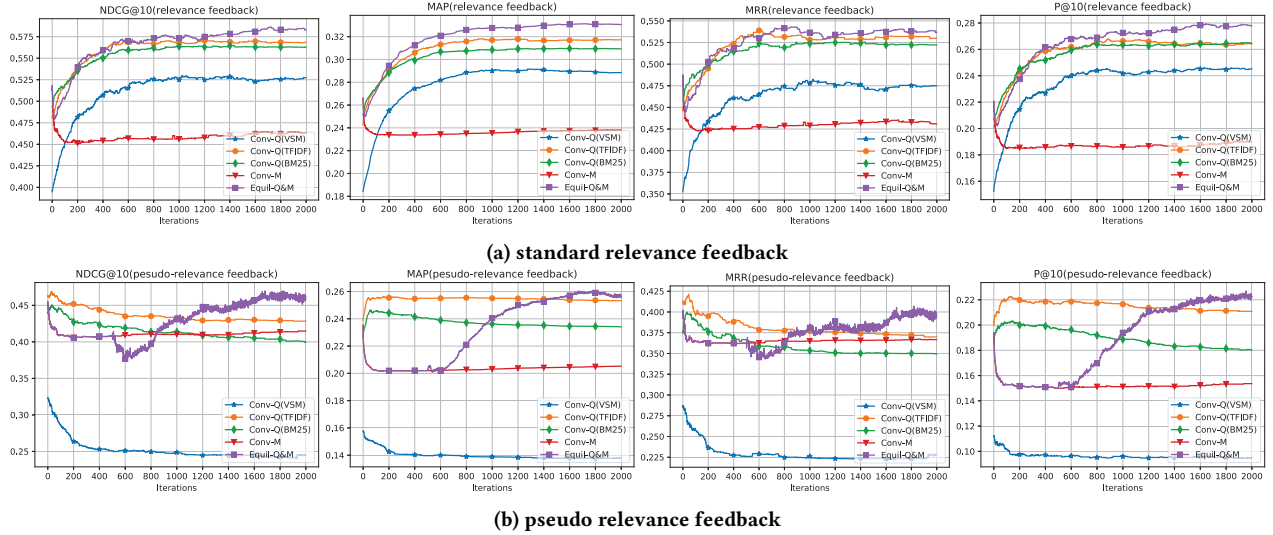 NDCG@10(relevance feedback)
0.575
0.550
0.525
0.500
0.475
0.450
0.425
0.400
0 200 400 600 800 1000 1200 1400 1600 1800 2000
Iterations
Conv-Q(VSM)
Conv-Q(TFIDF)
Conv-Q(BM25)
Conv-M
Equil-Q&M
MAP(relevance feedback)
0.32
0.30
0.28
0.26
0.24
0.22
0.20
0.18
0 200 400 600 800 1000 1200 1400 1600 1800 2000
Iterations
Conv-Q(VSM)
Conv-Q(TFIDF)
Conv-Q(BM25)
Conv-M
Equil-Q&M
MRR(relevance feedback)
0.550
0.525
0.500
0.475
0.450
0.425
0.400
0.375
0.350
0 200 400 600 800 1000 1200 1400 1600 1800 2000
Iterations
Conv-Q(VSM)
Conv-Q(TFIDF)
Conv-Q(BM25)
Conv-M
Equil-Q&M
P@10(relevance feedback)
0.28
0.26
0.24
0.22
0.20
0.18
0.16
0 200 400 600 800 1000 1200 1400 1600 1800 2000
Iterations
Conv-Q(VSM)
Conv-Q(TFIDF)
Conv-Q(BM25)
Conv-M
Equil-Q&M
(a) standard relevance feedback
NDCG@10(pesudo-relevance feedback)
0.45
0.40
0.35
0.30
0.25
0 200 400 600 800 1000 1200 1400 1600 1800 2000
Iterations
Conv-Q(VSM)
Conv-Q(TFIDF)
Conv-Q(BM25)
Conv-M
Equil-Q&M
MAP(pesudo-relevance feedback)
0.26
0.24
0.22
0.20
0.18
0.16
0.14
0 200 400 600 800 1000 1200 1400 1600 1800 2000
Iterations
Conv-Q(VSM)
Conv-Q(TFIDF)
Conv-Q(BM25)
Conv-M
Equil-Q&M
MRR(pesudo-relevance feedback)
0.425
0.400
0.375
0.350
0.325
0.300
0.275
0.250
0.225
0 200 400 600 800 1000 1200 1400 1600 1800 2000
Iterations
Conv-Q(VSM)
Conv-Q(TFIDF)
Conv-Q(BM25)
Conv-M
Equil-Q&M
P@10(pesudo-relevance feedback)
0.22
0.20
0.18
0.16
0.14
0.12
0.10
0 200 400 600 800 1000 1200 1400 1600 1800 2000
Iterations
Conv-Q(VSM)
Conv-Q(TFIDF)
Conv-Q(BM25)
Conv-M
Equil-Q&M
(b) pseudo relevance feedback